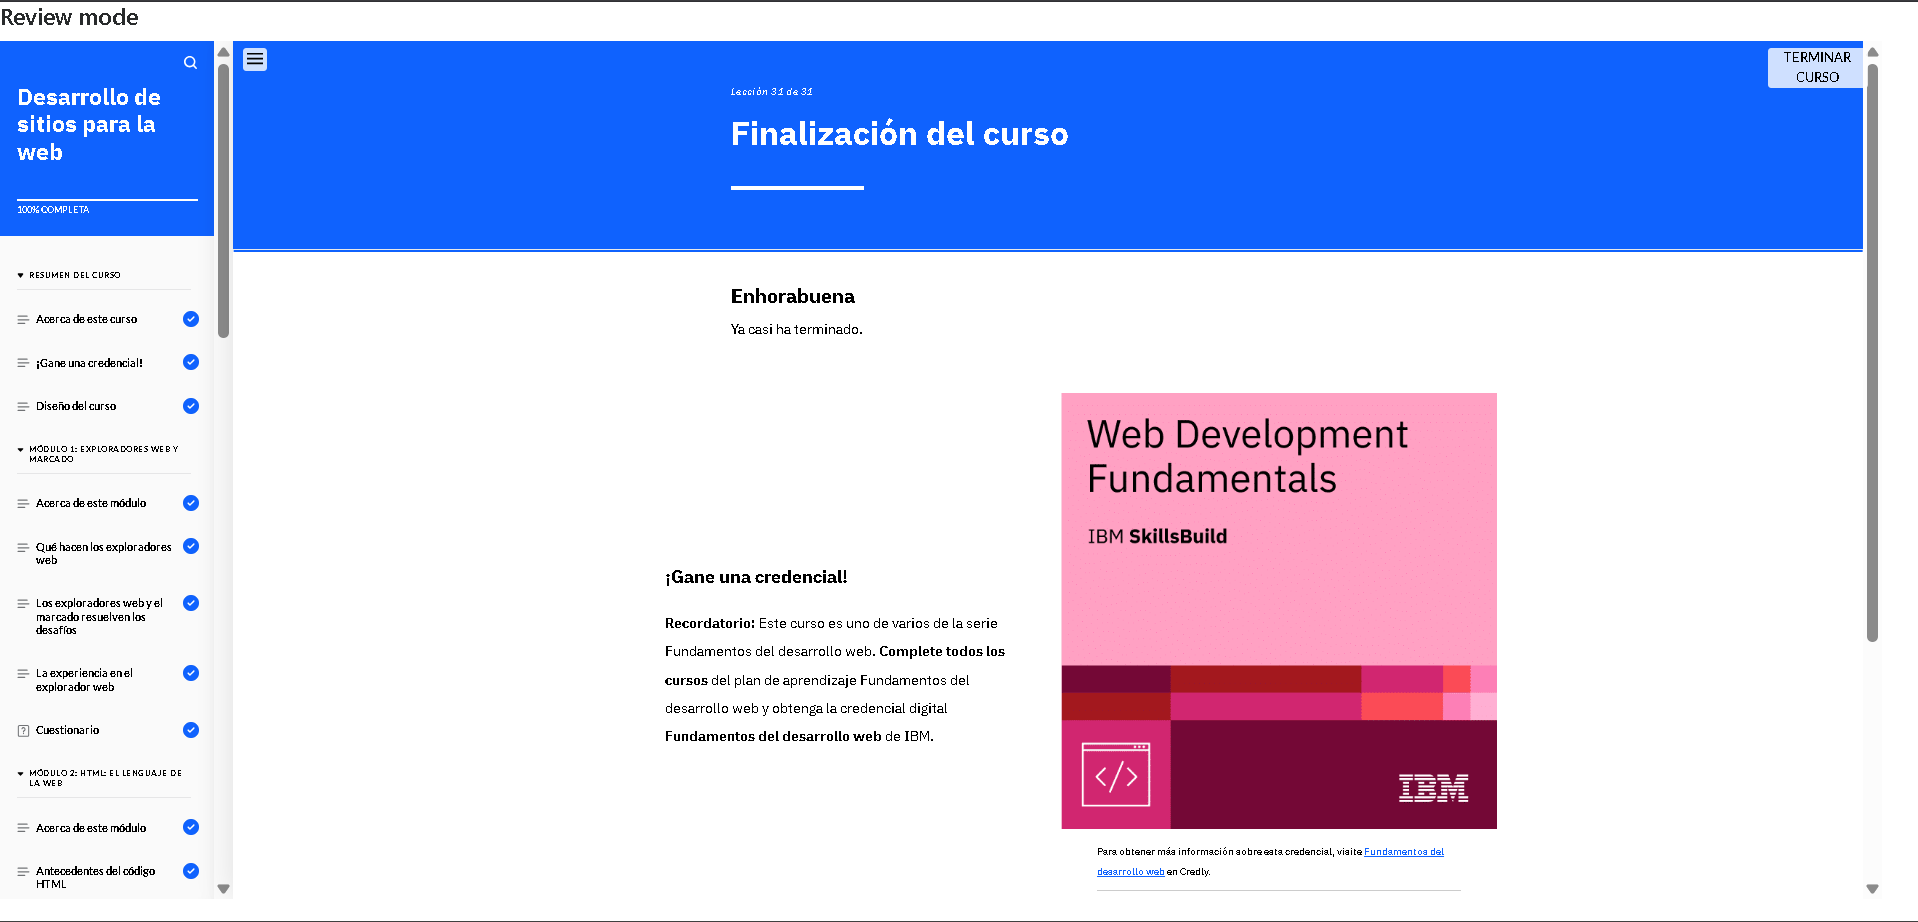 Review mode
Desarrollo de
sitios para la
web
100% COMPLETA
RESUMEN DEL CURSO
Acerca de este curso
¡Gane una credencial!
Diseño del curso
MÓDULO 1: EXPLORADORES WEB Y
MARCADO
Acerca de este módulo
Qué hacen los exploradores
web
Los exploradores web y el
marcado resuelven los
desafíos
La experiencia en el
explorador web
Cuestionario
MÓDULO 2: HTML: EL LENGUAJE DE
LA WEB
Acerca de este módulo
Antecedentes del código
HTML
TERMINAR
CURSO
Lección 31 de 31
Finalización del curso
Enhorabuena
Ya casi ha terminado.
¡Gane una credencial!
Recordatorio: Este curso es uno de varios de la serie
Fundamentos del desarrollo web. Complete todos los
cursos del plan de aprendizaje Fundamentos del
desarrollo web y obtenga la credencial digital
Fundamentos del desarrollo web de IBM.
Web Development
Fundamentals
IBM SkillsBuild
</>
IBM
Para obtener más información sobre esta credencial, visite Fundamentos del
desarrollo web en Credly.